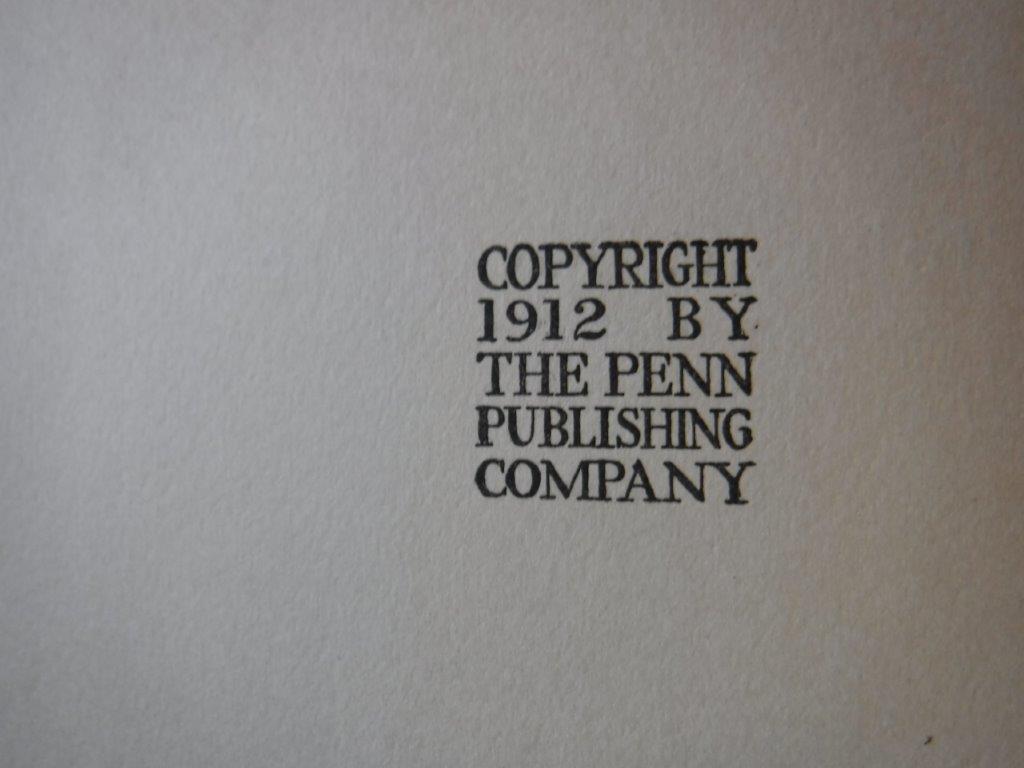 COPYRIGHT
1912 BY
THE PENN
PUBLISHING
COMPANY